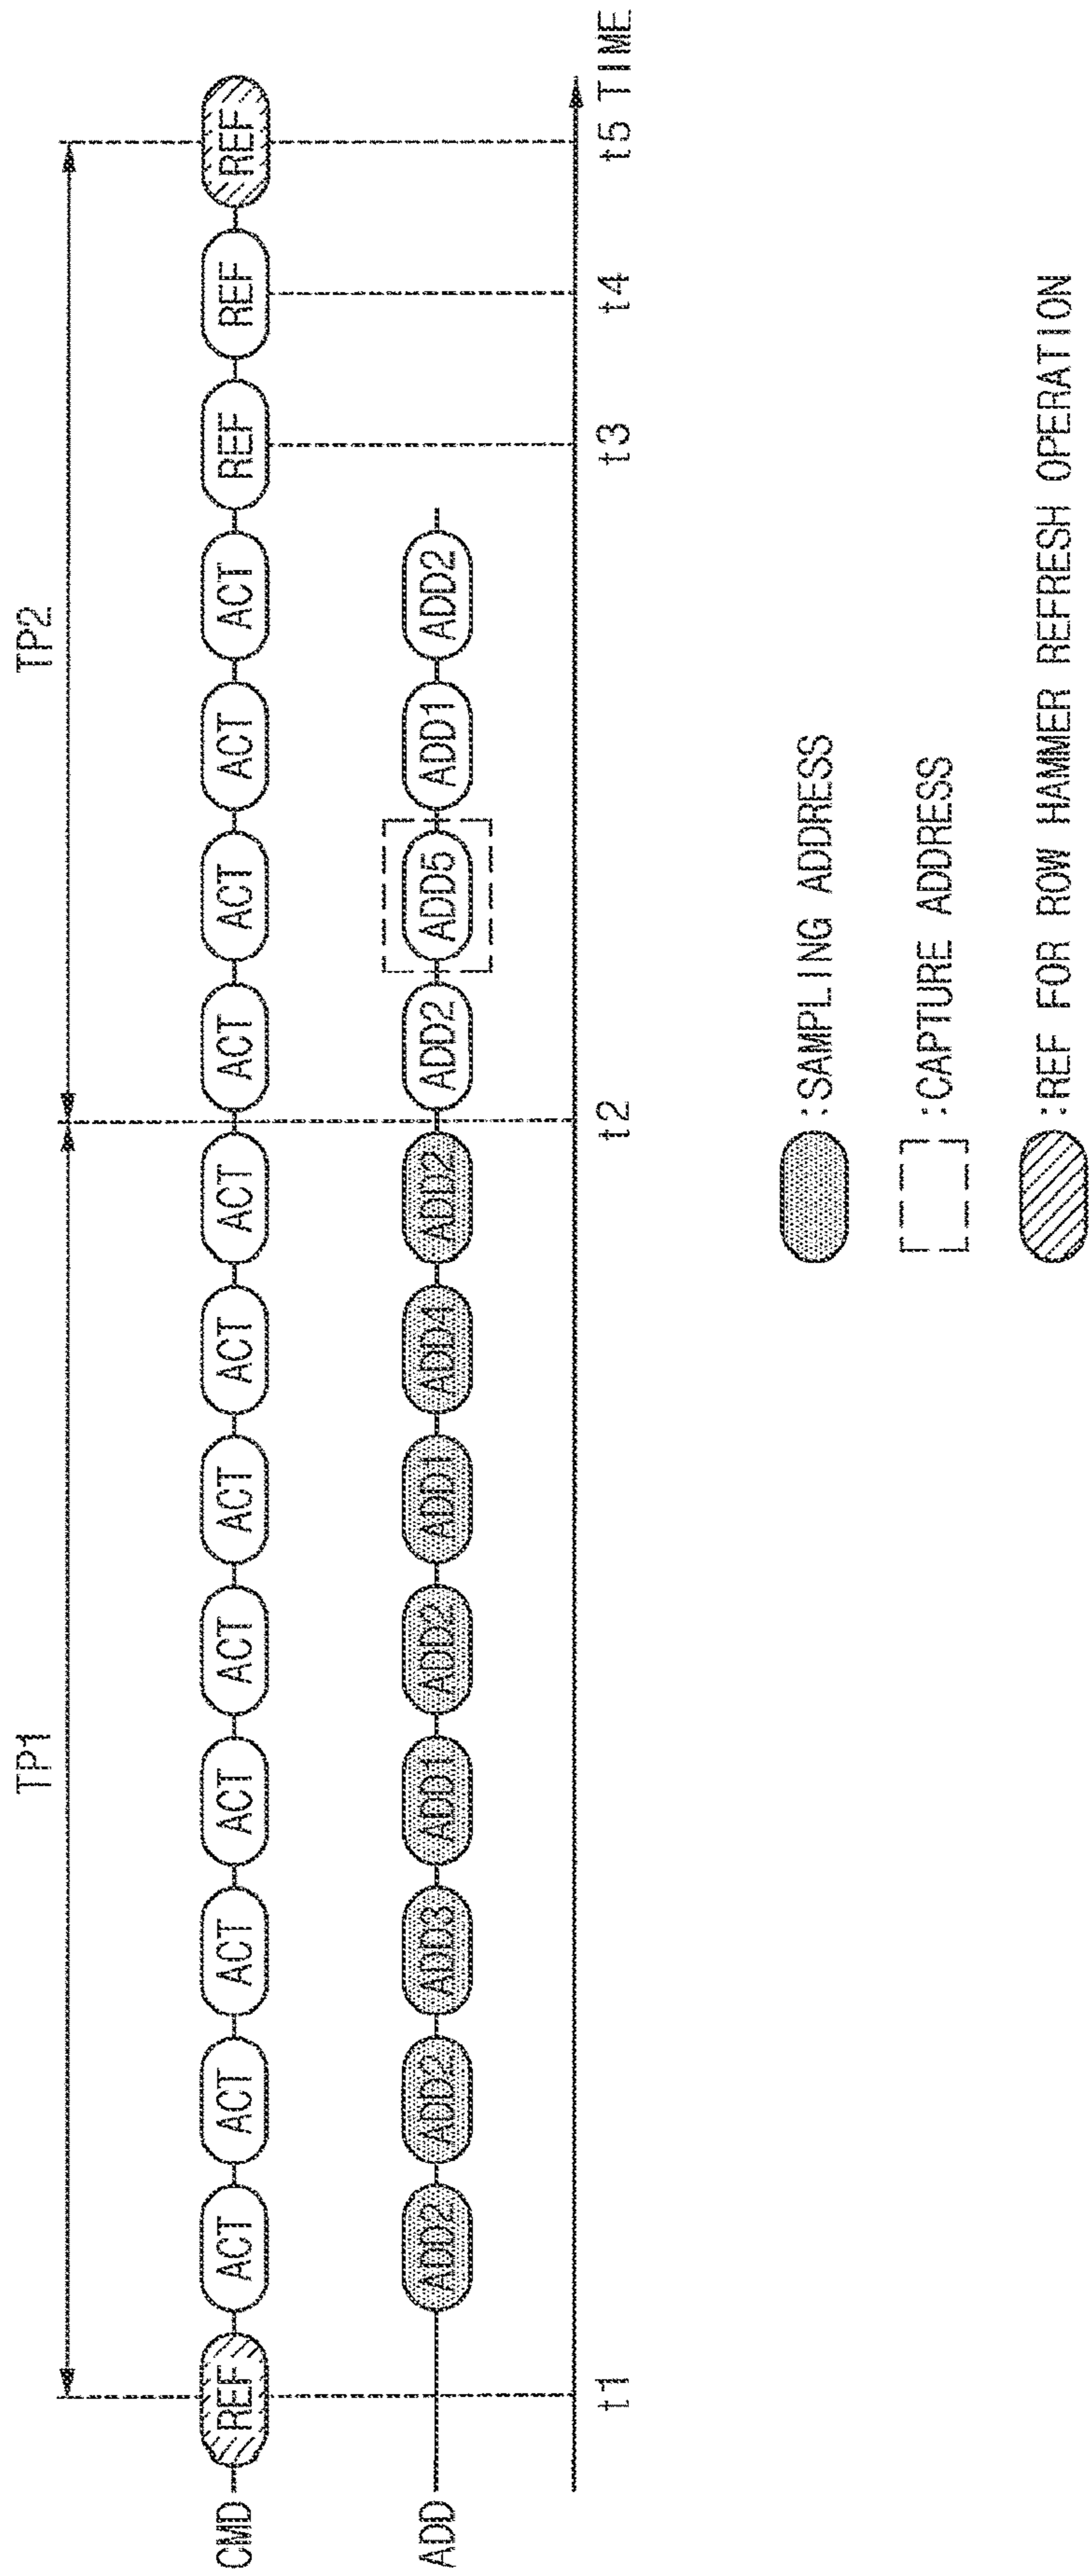 TP1 TP2
CMD REF ACT ACT ACT ACT ACT ACT ACT ACT ACT ACT ACT ACT REF REF REF
ADD ADD2 ADD2 ADD3 ADD1 ADD2 ADD1 ADD4 ADD2 ADD2 ADD5 ADD1 ADD2
t1 t2 t3 t4 t5 TIME
:SAMPLING ADDRESS
:CAPTURE ADDRESS
:REF FOR ROW HAMMER REFRESH OPERATION